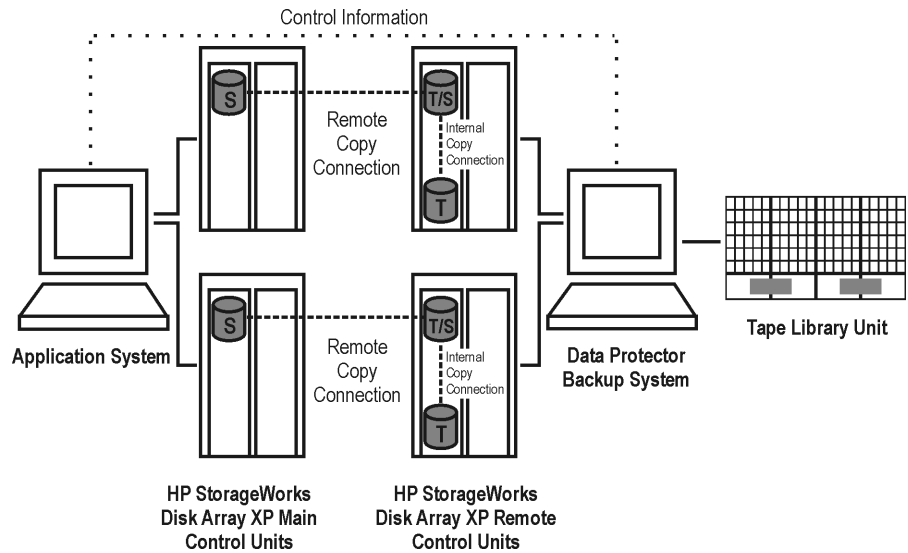 Control Information
S
T/S
Remote
Copy
Connection
Internal
Copy
Connection
T
S
T/S
Remote
Copy
Connection
Internal
Copy
Connection
T
Application System
Data Protector
Backup System
Tape Library Unit
HP StorageWorks
Disk Array XP Main
Control Units
HP StorageWorks
Disk Array XP Remote
Control Units